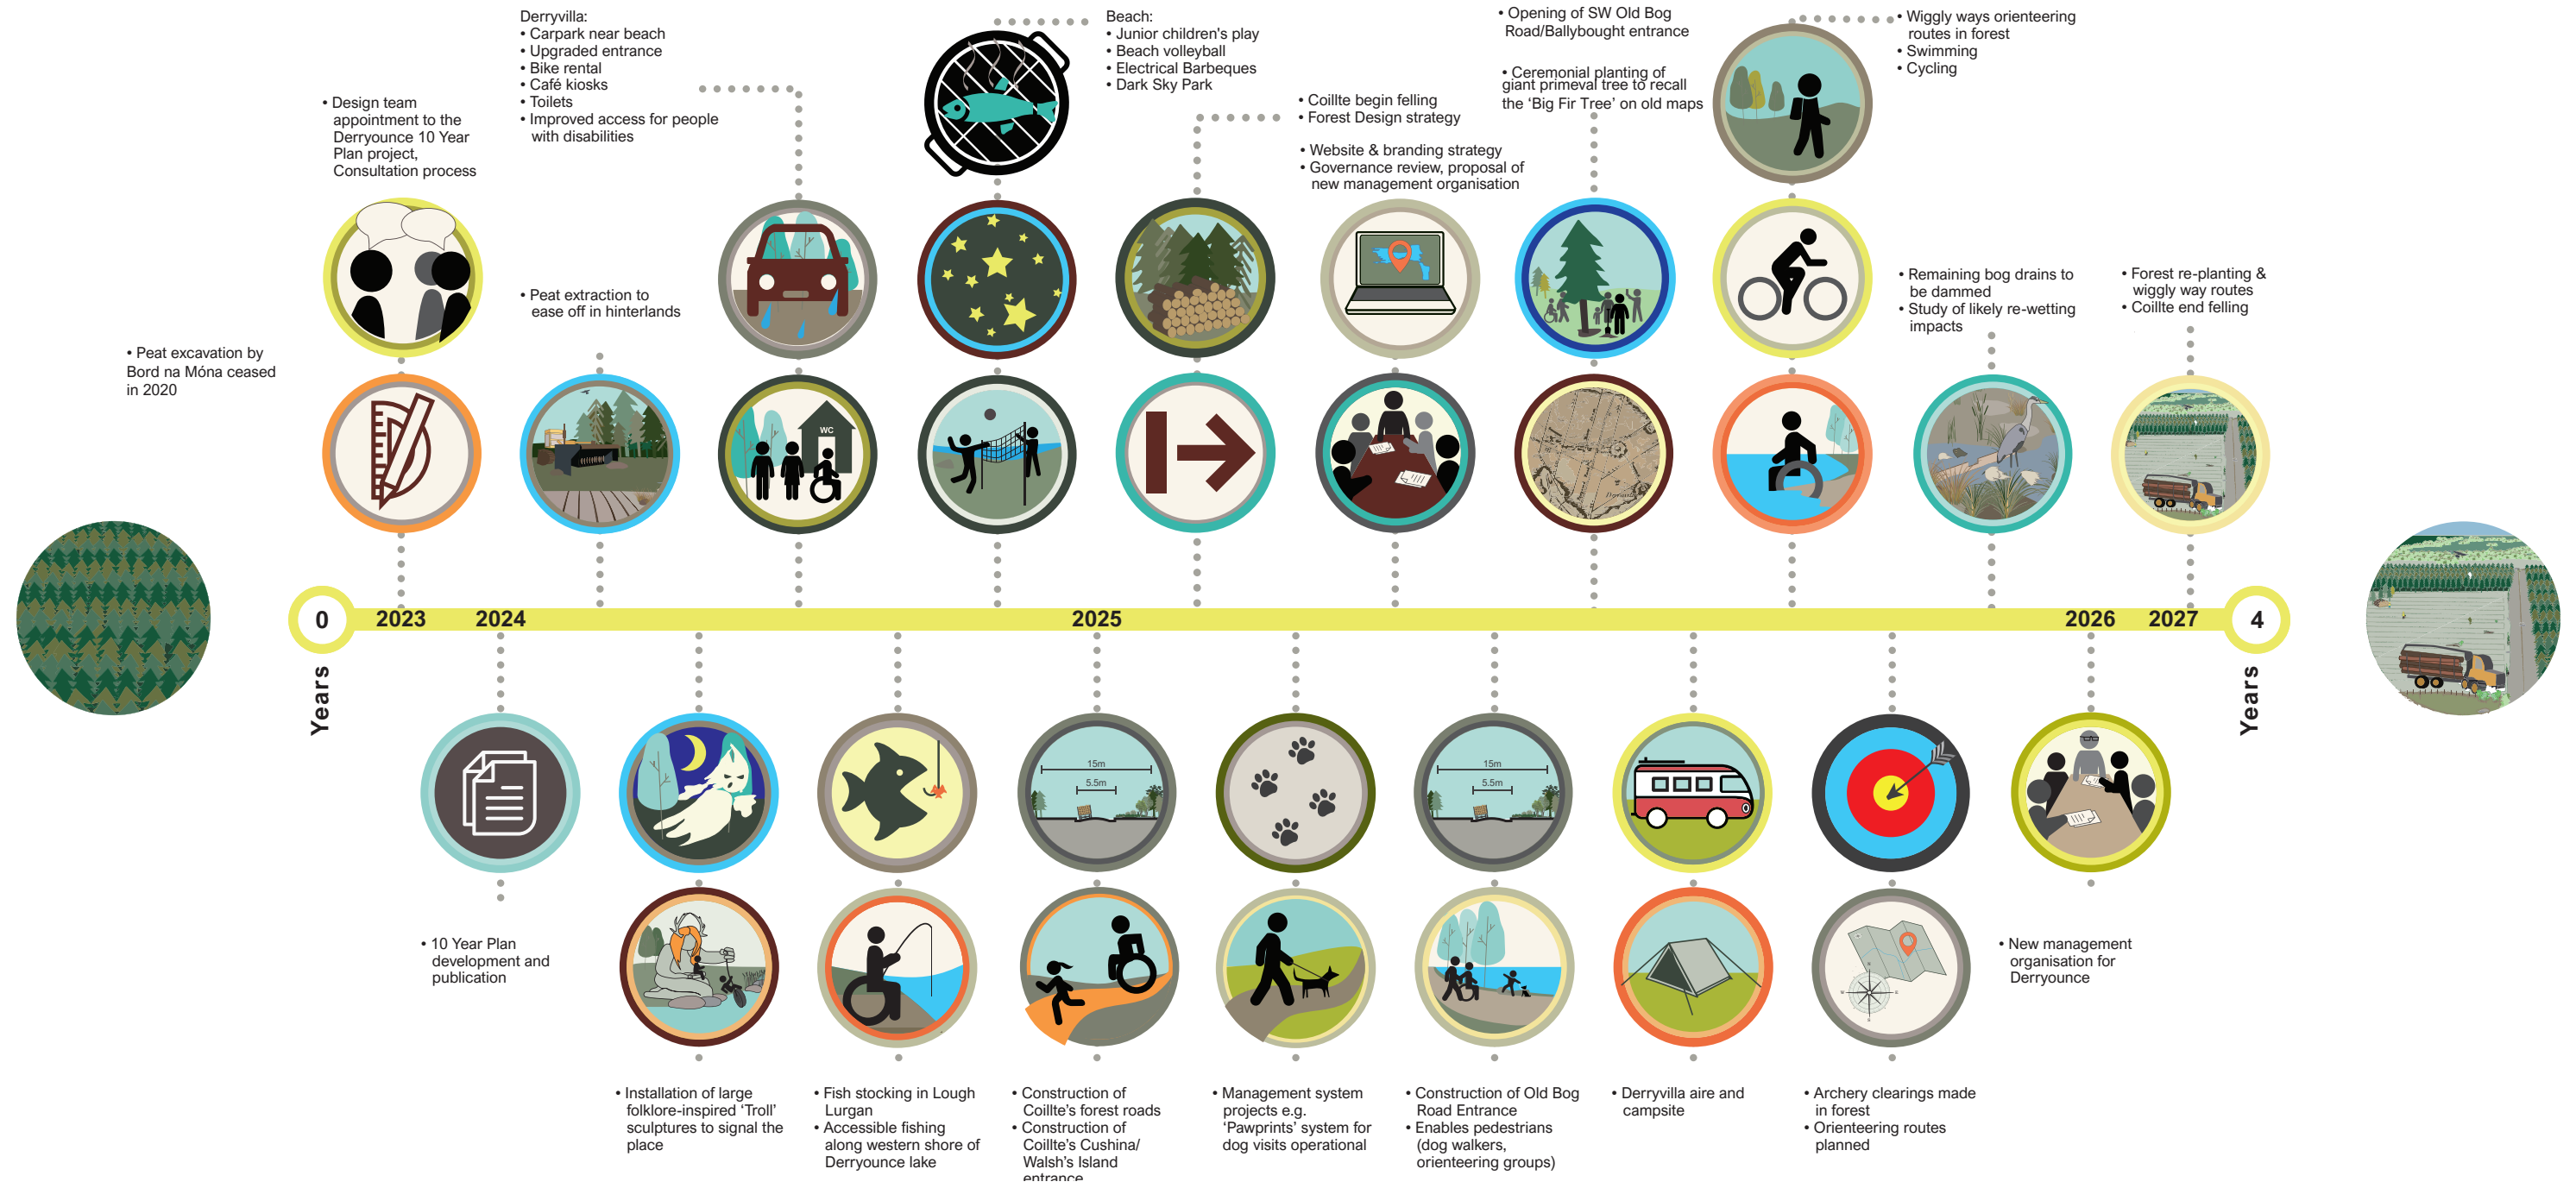 • Peat excavation by
Bord na Móna ceased
in 2020
• Design team
appointment to the
Derryounce 10 Year
Plan project,
Consultation process
• Peat extraction to
ease off in hinterlands
Derryvilla:
• Carpark near beach
• Upgraded entrance
• Bike rental
• Café kiosks
• Toilets
• Improved access for people
with disabilities
WC
Beach:
• Junior children's play
• Beach volleyball
• Electrical Barbeques
• Dark Sky Park
• Coillte begin felling
• Forest Design strategy
• Website & branding strategy
• Governance review, proposal of
new management organisation
• Opening of SW Old Bog
Road/Ballybought entrance
• Ceremonial planting of
giant primeval tree to recall
the ‘Big Fir Tree’ on old maps
• Wiggly ways orienteering
routes in forest
• Swimming
• Cycling
• Remaining bog drains to
be dammed
• Study of likely re-wetting
impacts
• Forest re-planting &
wiggly way routes
• Coillte end felling
0
2023
2024
2025
2026
2027
4
Years
Years
15m
5.5m
15m
5.5m
• 10 Year Plan
development and
publication
• Installation of large
folklore-inspired ‘Troll’
sculptures to signal the
place
• Fish stocking in Lough
Lurgan
• Accessible fishing
along western shore of
Derryounce lake
• Construction of
Coillte’s forest roads
• Construction of
Coillte’s Cushina/
Walsh’s Island
entrance
• Management system
projects e.g.
‘Pawprints’ system for
dog visits operational
• Construction of Old Bog
Road Entrance
• Enables pedestrians
(dog walkers,
orienteering groups)
• Derryvilla aire and
campsite
• Archery clearings made
in forest
• Orienteering routes
planned
• New management
organisation for
Derryounce